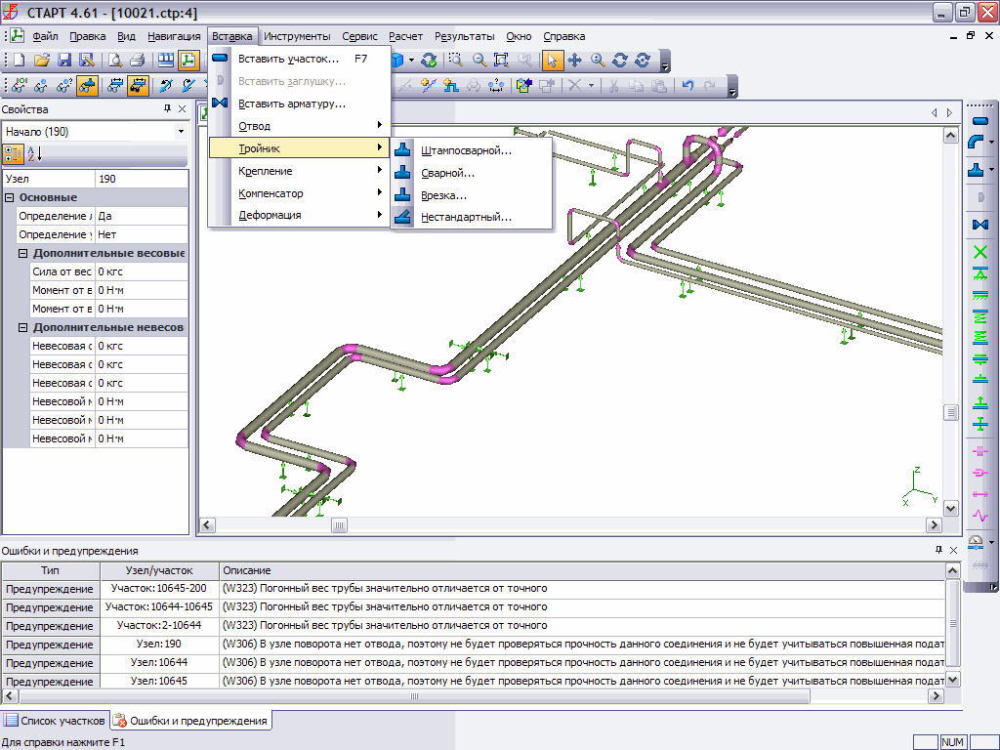 СТАРТ 4.61 - [10021.ctp:4]
Файл Правка Вид Навигация Вставка Инструменты Сервис Расчет Результаты Окно Справка
Вставить участок... F7
Вставить заглушку...
Вставить арматуру...
Отвод
Тройник
Крепление
Компенсатор
Деформация
Штампосварной...
Сварной...
Врезка...
Нестандартный...
Свойства
Начало (190)
Узел 190
Основные
Определение Да
Определение Нет
Дополнительные весовые
Сила от вес 0 кгс
Момент от в 0 Н·м
Момент от в 0 Н·м
Дополнительные невесов
Невесовая с 0 кгс
Невесовая с 0 кгс
Невесовая с 0 кгс
Невесовой м 0 Н·м
Невесовой м 0 Н·м
Невесовой м 0 Н·м
Z
X
Y
Ошибки и предупреждения
Тип Узел/участок Описание
Предупреждение Участок:10645-200 (W323) Погонный вес трубы значительно отличается от точного
Предупреждение Участок:10644-10645 (W323) Погонный вес трубы значительно отличается от точного
Предупреждение Участок:2-10644 (W323) Погонный вес трубы значительно отличается от точного
Предупреждение Узел:190 (W306) В узле поворота нет отвода, поэтому не будет проверяться прочность данного соединения и не будет учитываться повышенная подат
Предупреждение Узел:10644 (W306) В узле поворота нет отвода, поэтому не будет проверяться прочность данного соединения и не будет учитываться повышенная подат
Предупреждение Узел:10645 (W306) В узле поворота нет отвода, поэтому не будет проверяться прочность данного соединения и не будет учитываться повышенная подат
Список участков Ошибки и предупреждения
Для справки нажмите F1 NUM